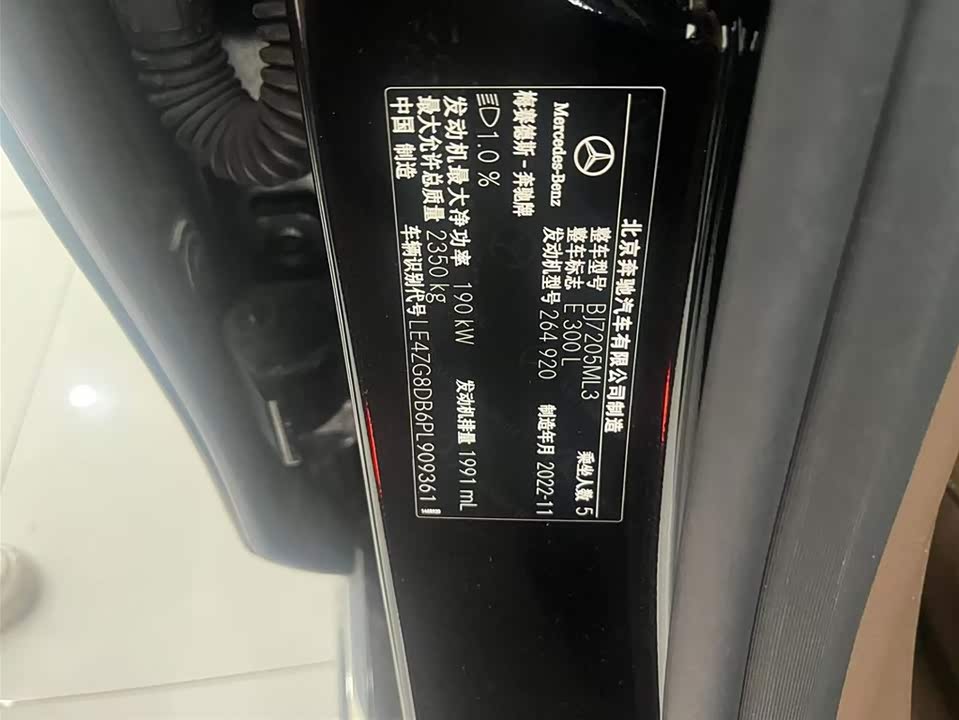 北京奔驰汽车有限公司制造
Mercedes-Benz
梅赛德斯-奔驰牌
整车型号 BJ7205ML3
整车标志 E 300 L
乘坐人数 5
发动机型号 264 920
制造年月 2022-11
1.0 %
发动机最大净功率 190 kW
发动机排量 1991 mL
最大允许总质量 2350 kg
中国 制造
车辆识别代号 LE4ZG8DB6PL909361